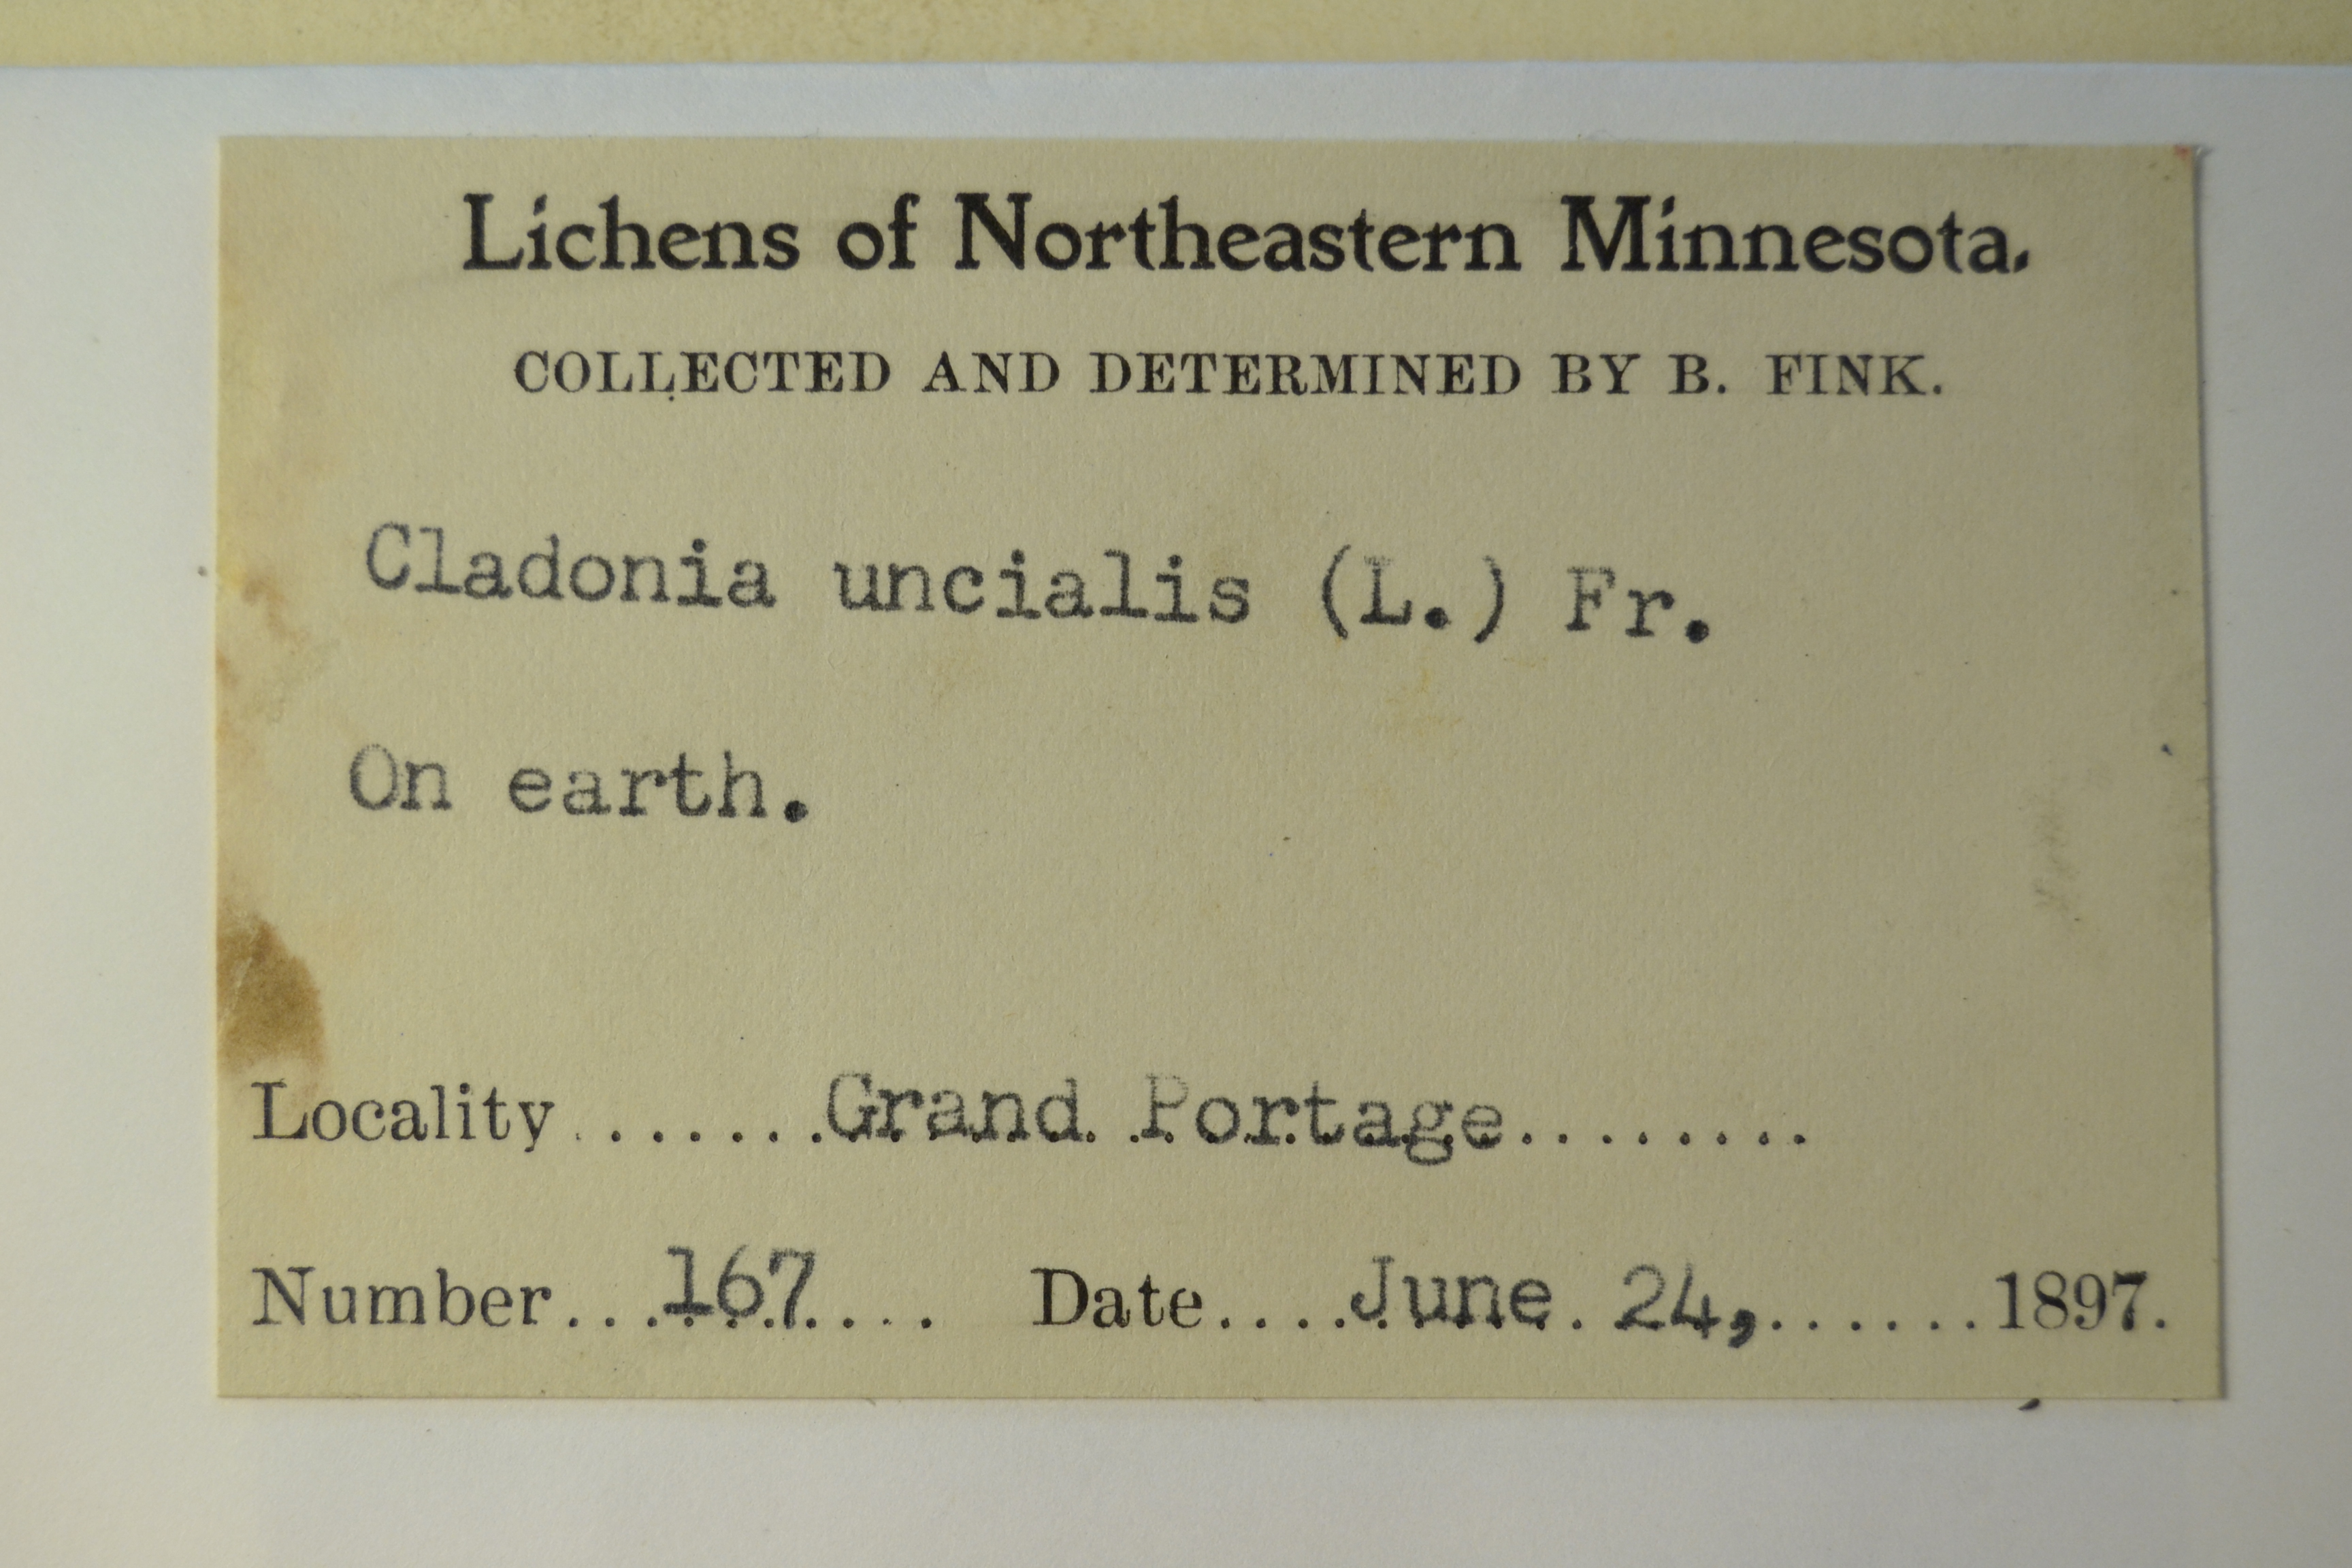 Lichens of Northeastern Minnesota.
COLLECTED AND DETERMINED BY B. FINK.
Cladonia uncialis (L.) Fr.
On earth.
Locality.......Grand Portage.........
Number...167.... Date....June 24,.......1897.